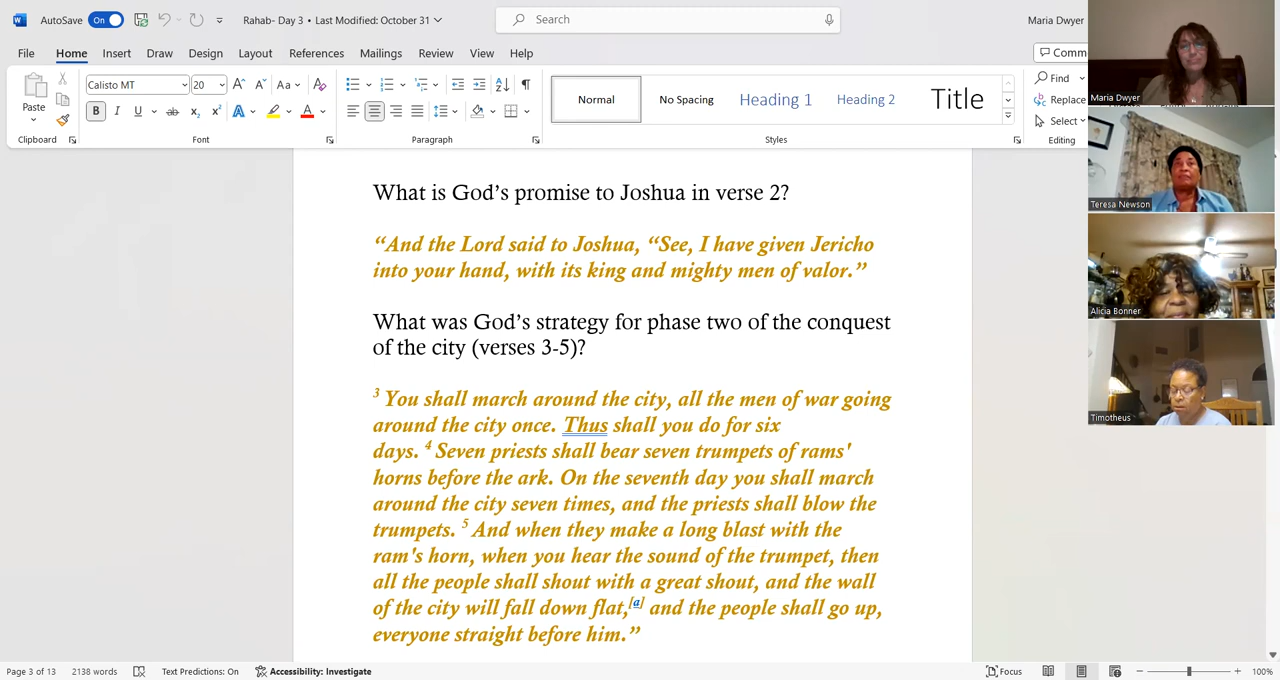 AutoSave On Rahab- Day 3 • Last Modified: October 31 Search Maria Dwyer
File Home Insert Draw Design Layout References Mailings Review View Help Comm
Paste Calisto MT 20 Aa Normal No Spacing Heading 1 Heading 2 Title Find
Replace
Select
Clipboard Font Paragraph Styles Editing
What is God's promise to Joshua in verse 2?
“And the Lord said to Joshua, “See, I have given Jericho
into your hand, with its king and mighty men of valor.”
What was God's strategy for phase two of the conquest
of the city (verses 3-5)?
3 You shall march around the city, all the men of war going
around the city once. Thus shall you do for six
days. 4 Seven priests shall bear seven trumpets of rams'
horns before the ark. On the seventh day you shall march
around the city seven times, and the priests shall blow the
trumpets. 5 And when they make a long blast with the
ram's horn, when you hear the sound of the trumpet, then
all the people shall shout with a great shout, and the wall
of the city will fall down flat,[a] and the people shall go up,
everyone straight before him.”
Maria Dwyer
Teresa Newson
Alicia Bonner
Timotheus
Page 3 of 13 2138 words Text Predictions: On Accessibility: Investigate Focus 100%